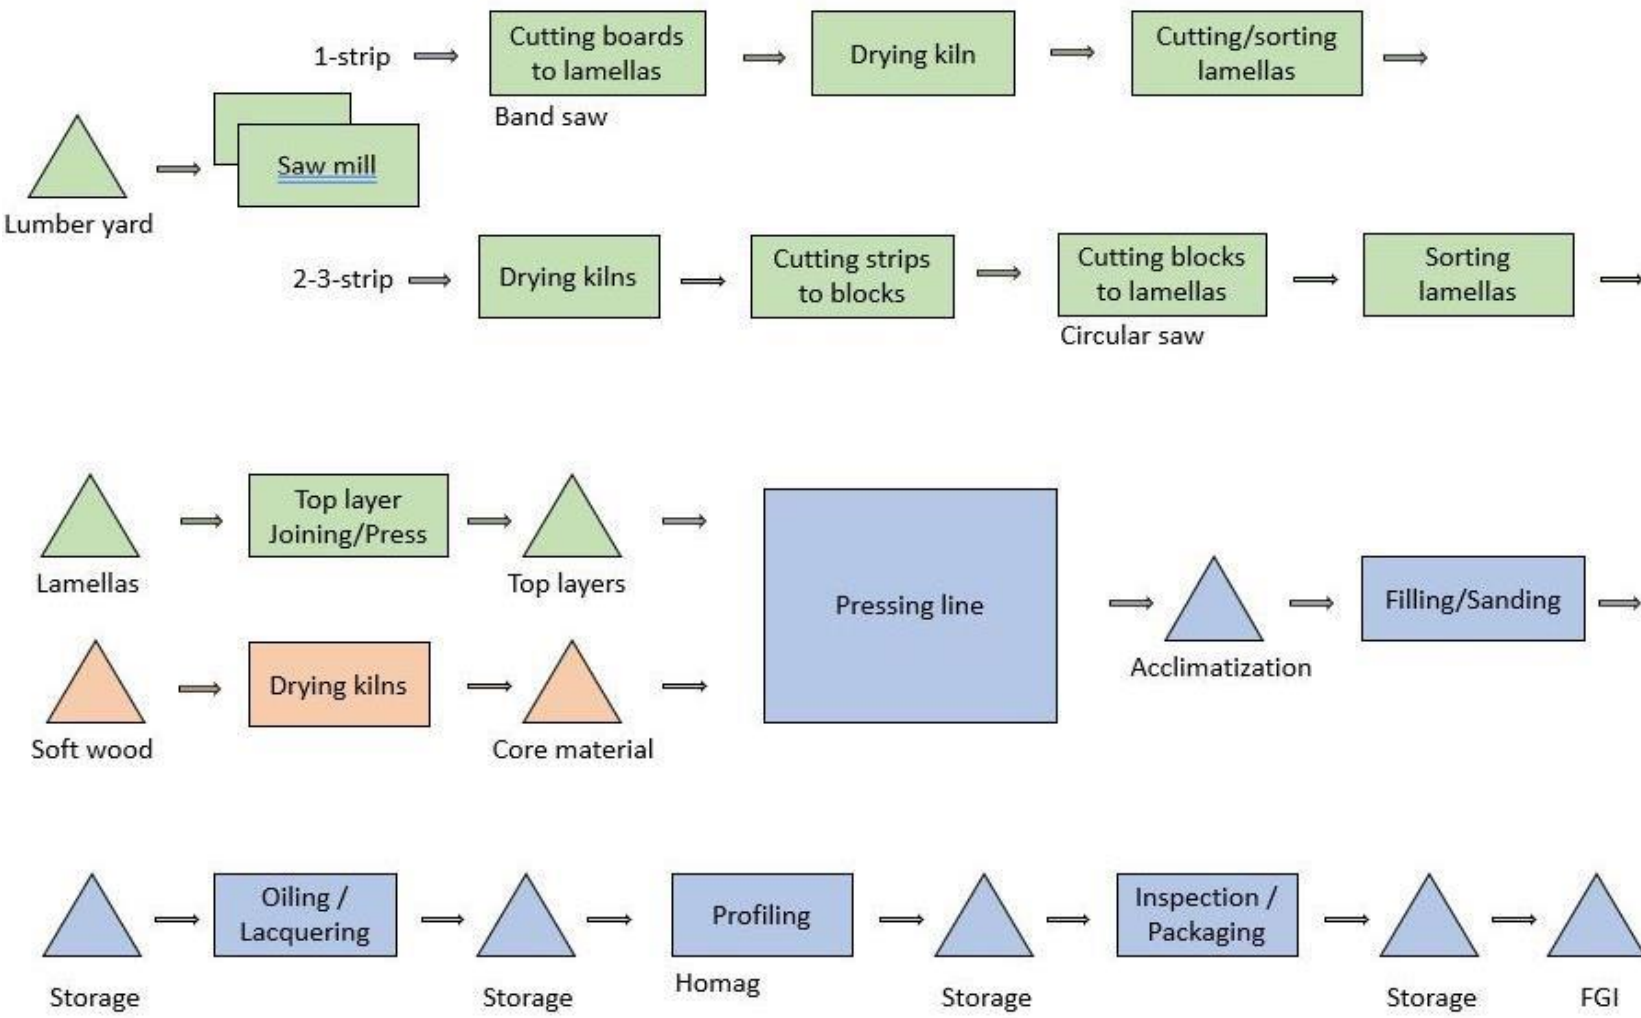 1-strip
Cutting boards
to lamellas
Band saw
Drying kiln
Cutting/sorting
lamellas
Lumber yard
Saw mill
2-3-strip
Drying kilns
Cutting strips
to blocks
Cutting blocks
to lamellas
Circular saw
Sorting
lamellas
Lamellas
Top layer
Joining/Press
Top layers
Soft wood
Drying kilns
Core material
Pressing line
Acclimatization
Filling/Sanding
Storage
Oiling /
Lacquering
Storage
Profiling
Homag
Storage
Inspection /
Packaging
Storage
FGI